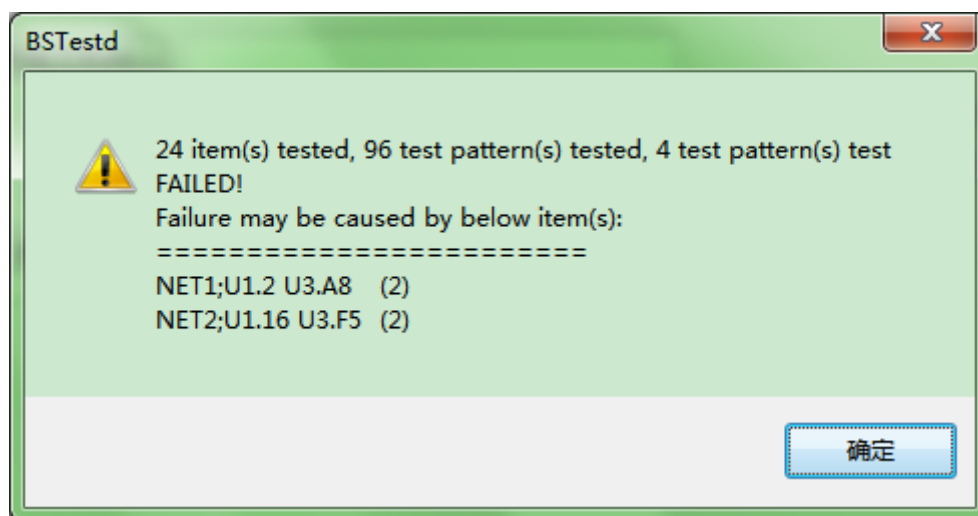 BSTestd
24 item(s) tested, 96 test pattern(s) tested, 4 test pattern(s) test
FAILED!
Failure may be caused by below item(s):
========================
NET1;U1.2 U3.A8 (2)
NET2;U1.16 U3.F5 (2)
确定